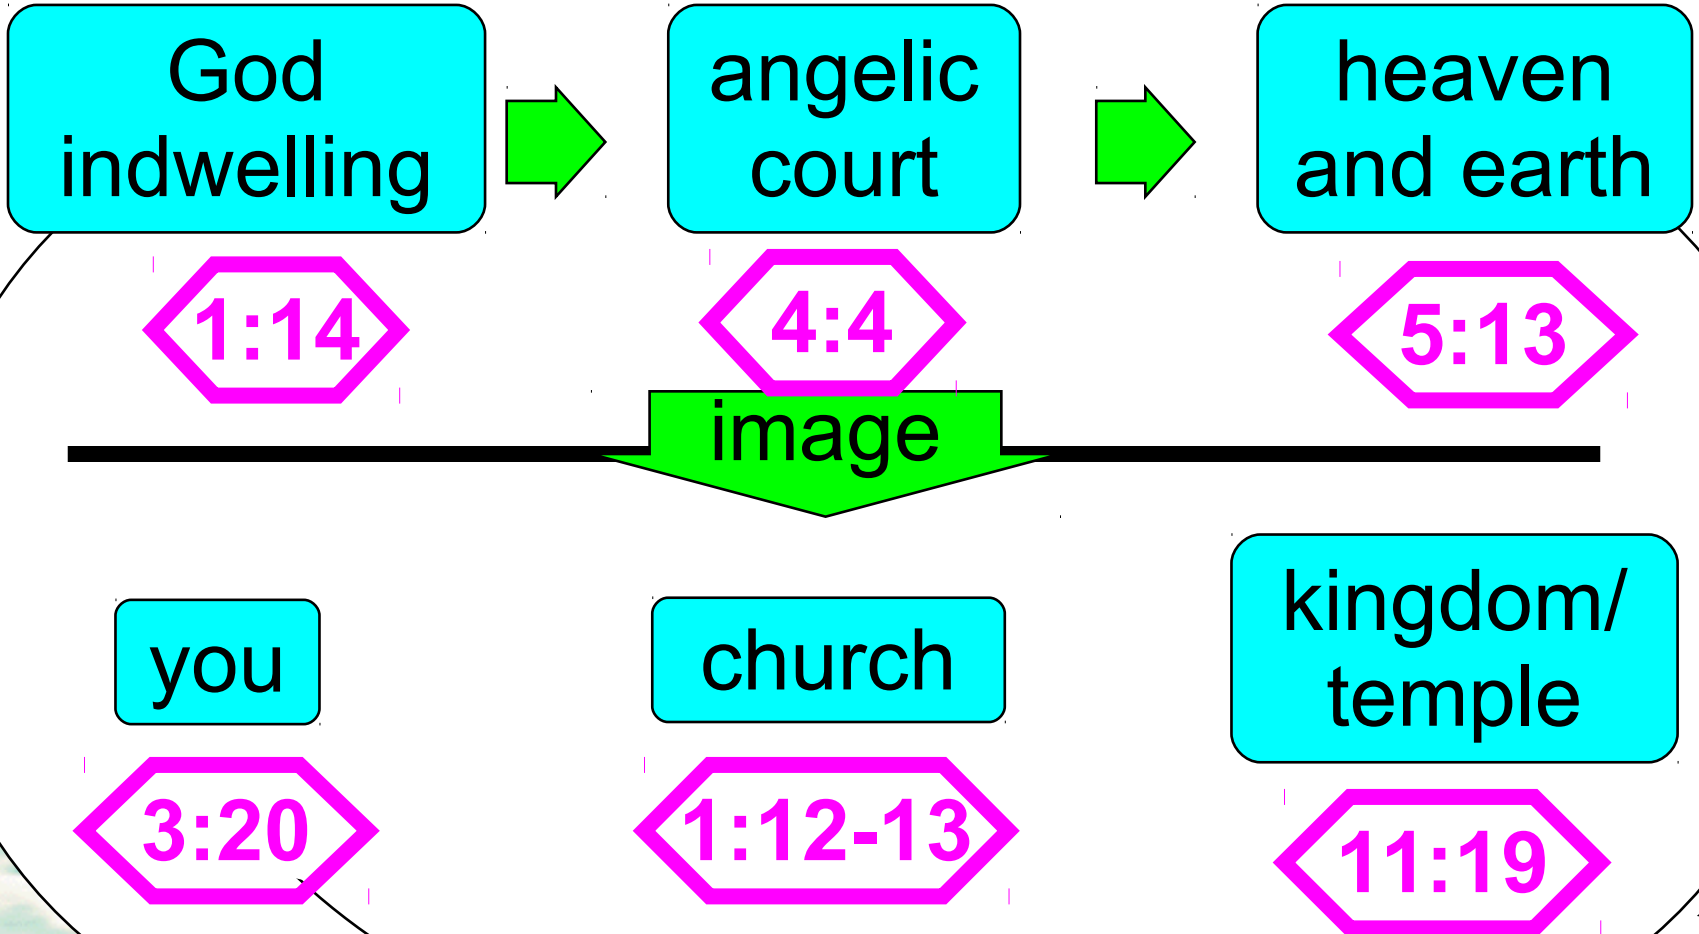 God
indwelling
angelic
court
heaven
and earth
1:14
4:4
5:13
image
you
church
kingdom/
temple
3:20
1:12-13
11:19